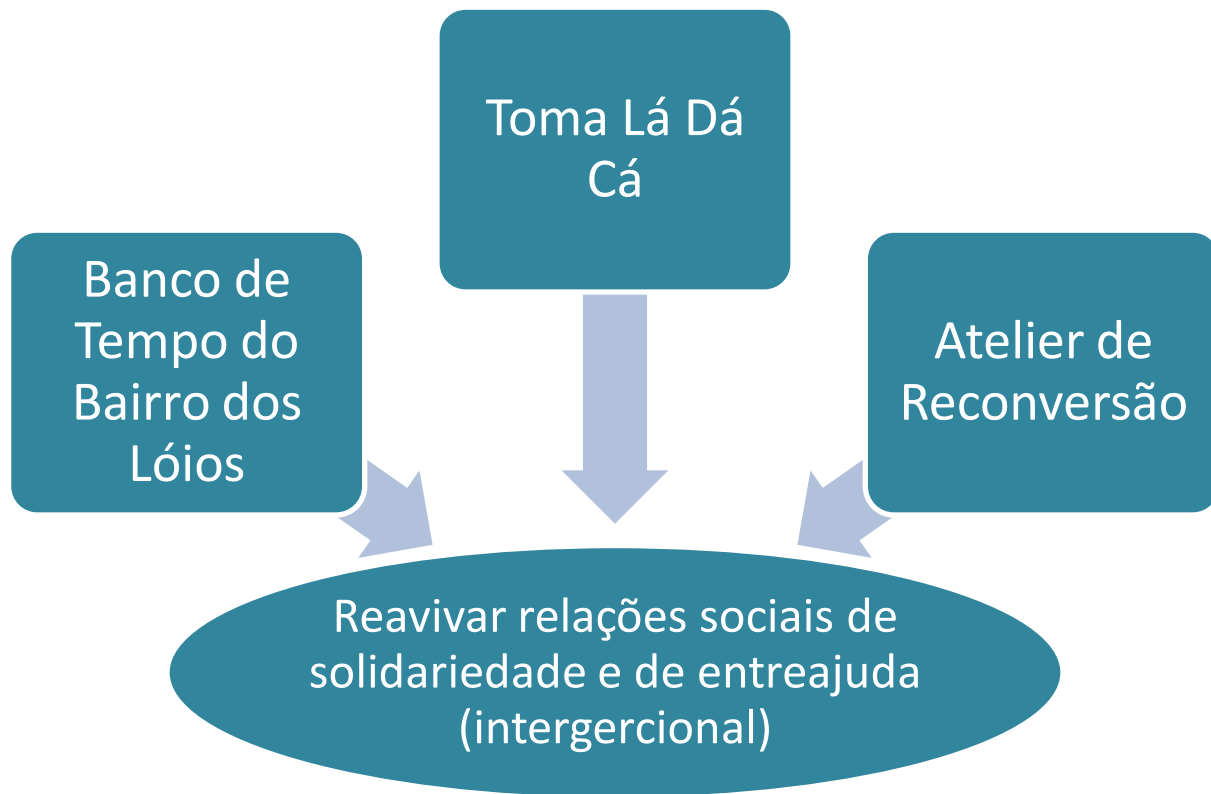 Toma Lá Dá
Cá
Banco de
Tempo do
Bairro dos
Lóios
Atelier de
Reconversão
Reavivar relações sociais de
solidariedade e de entreajuda
(intergercional)